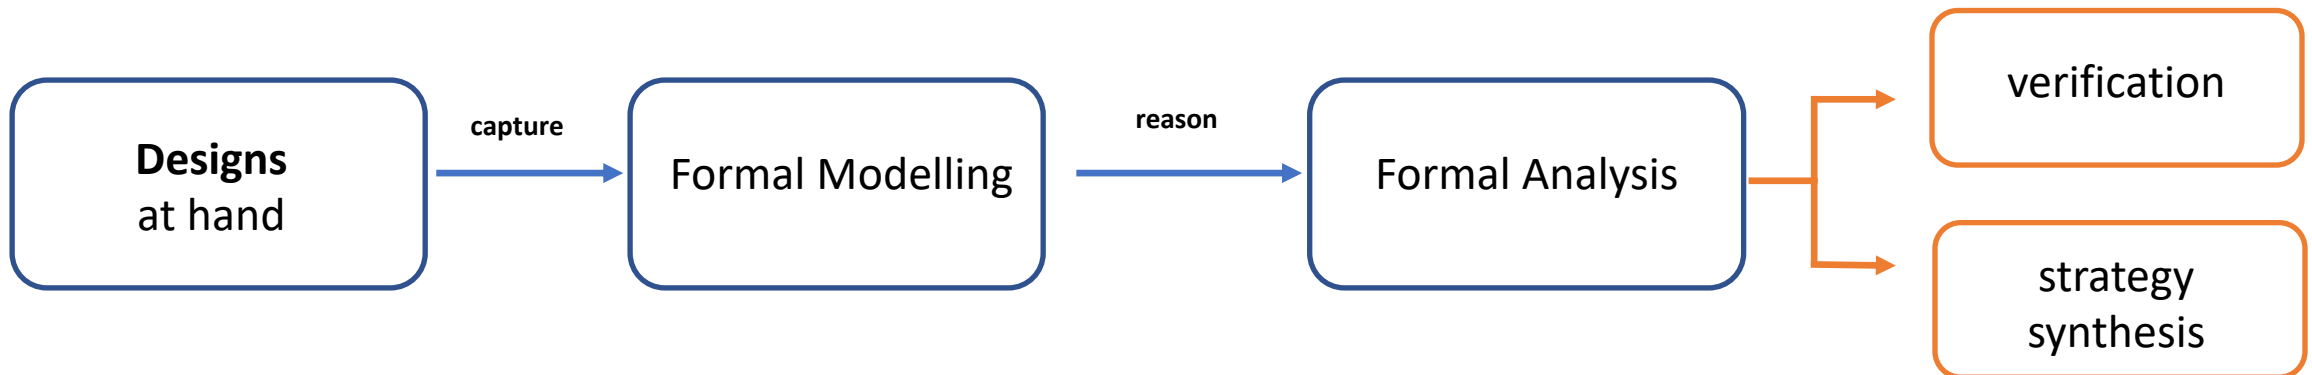 Designs
at hand
capture
Formal Modelling
reason
Formal Analysis
verification
strategy
synthesis